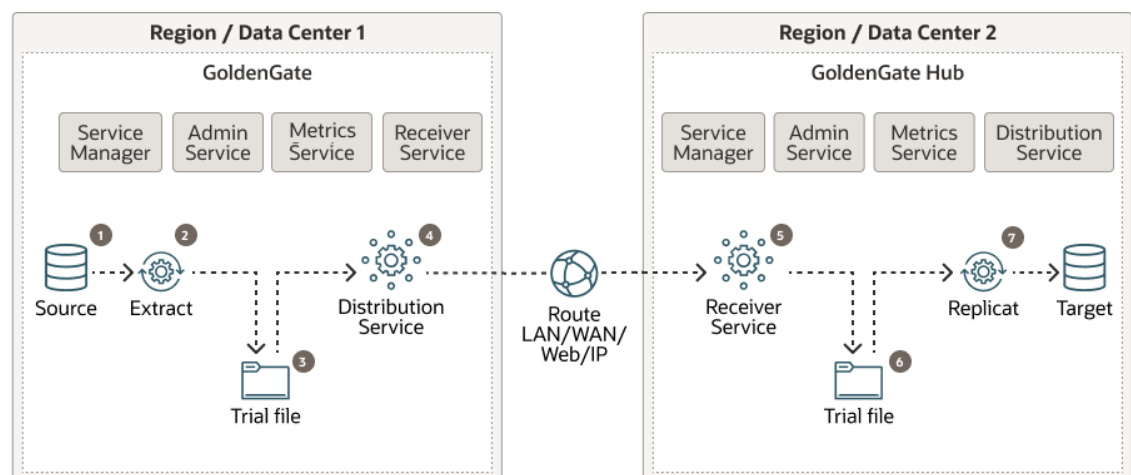 Region / Data Center 1
GoldenGate
Service
Manager
Admin
Service
Metrics
Service
Receiver
Service
1
2
4
Source
Extract
Distribution
Service
3
Trial file
Route
LAN/WAN/
Web/IP
Region / Data Center 2
GoldenGate Hub
Service
Manager
Admin
Service
Metrics
Service
Distribution
Service
5
7
Receiver
Service
Replicat
Target
6
Trial file